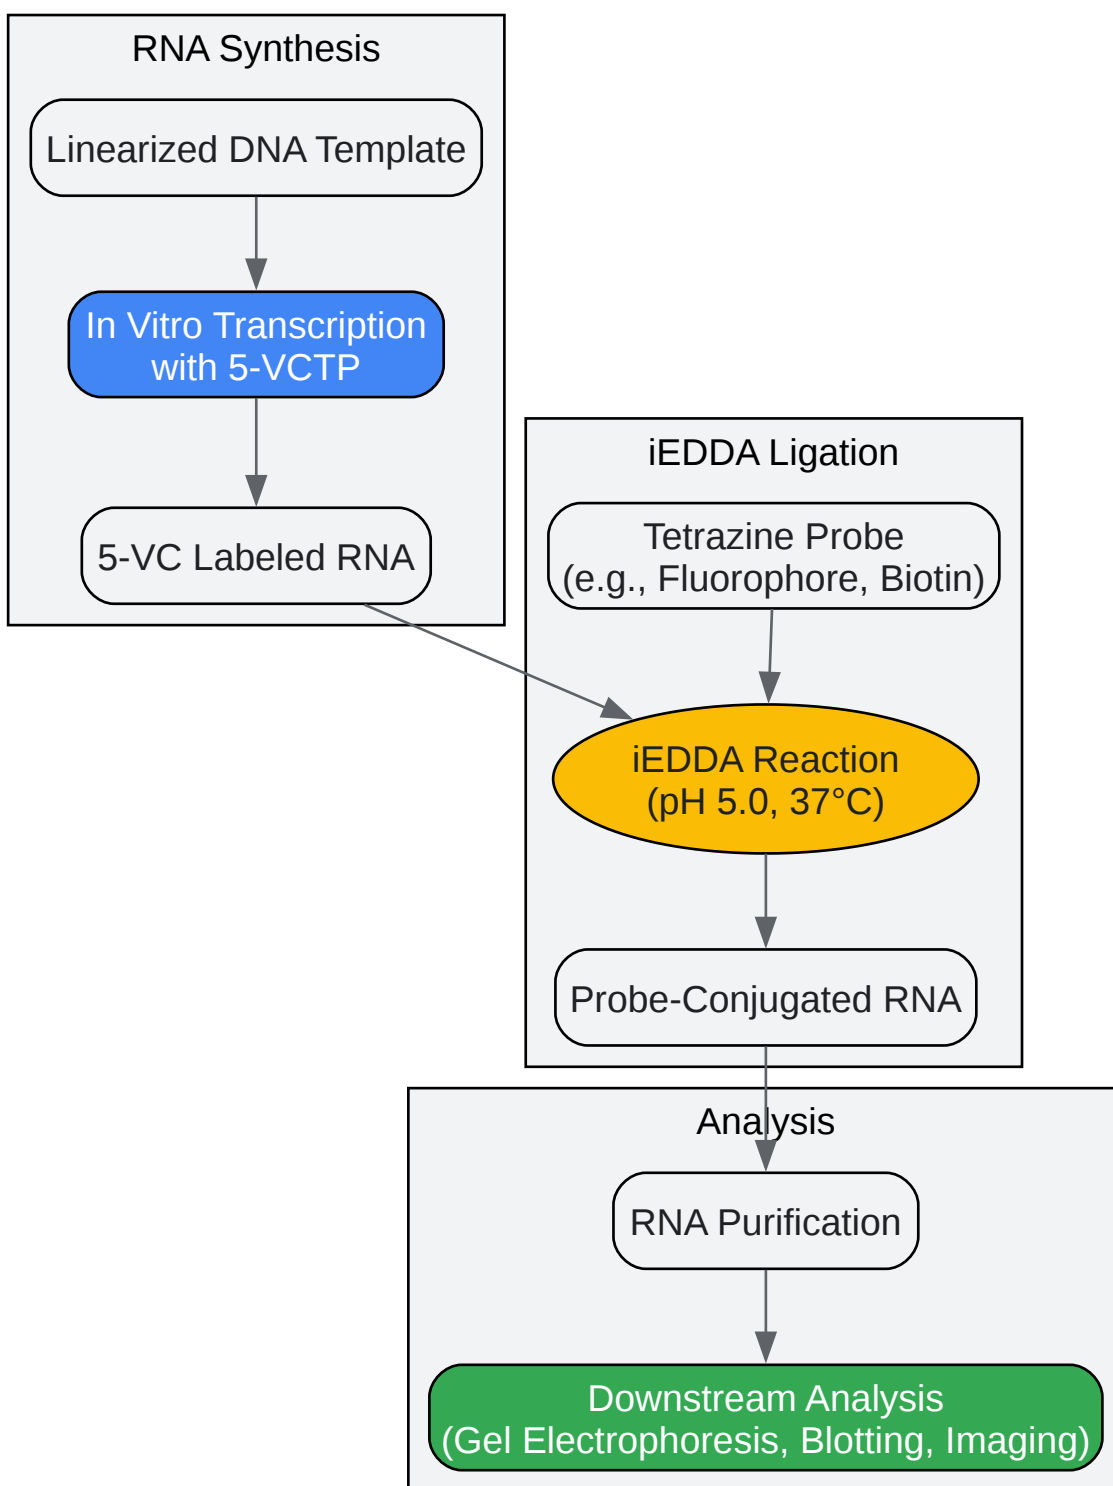 RNA Synthesis
Linearized DNA Template
In Vitro Transcription
with 5-VCTP
5-VC Labeled RNA
iEDDA Ligation
Tetrazine Probe
(e.g., Fluorophore, Biotin)
iEDDA Reaction
(pH 5.0, 37°C)
Probe-Conjugated RNA
Analysis
RNA Purification
Downstream Analysis
(Gel Electrophoresis, Blotting, Imaging)